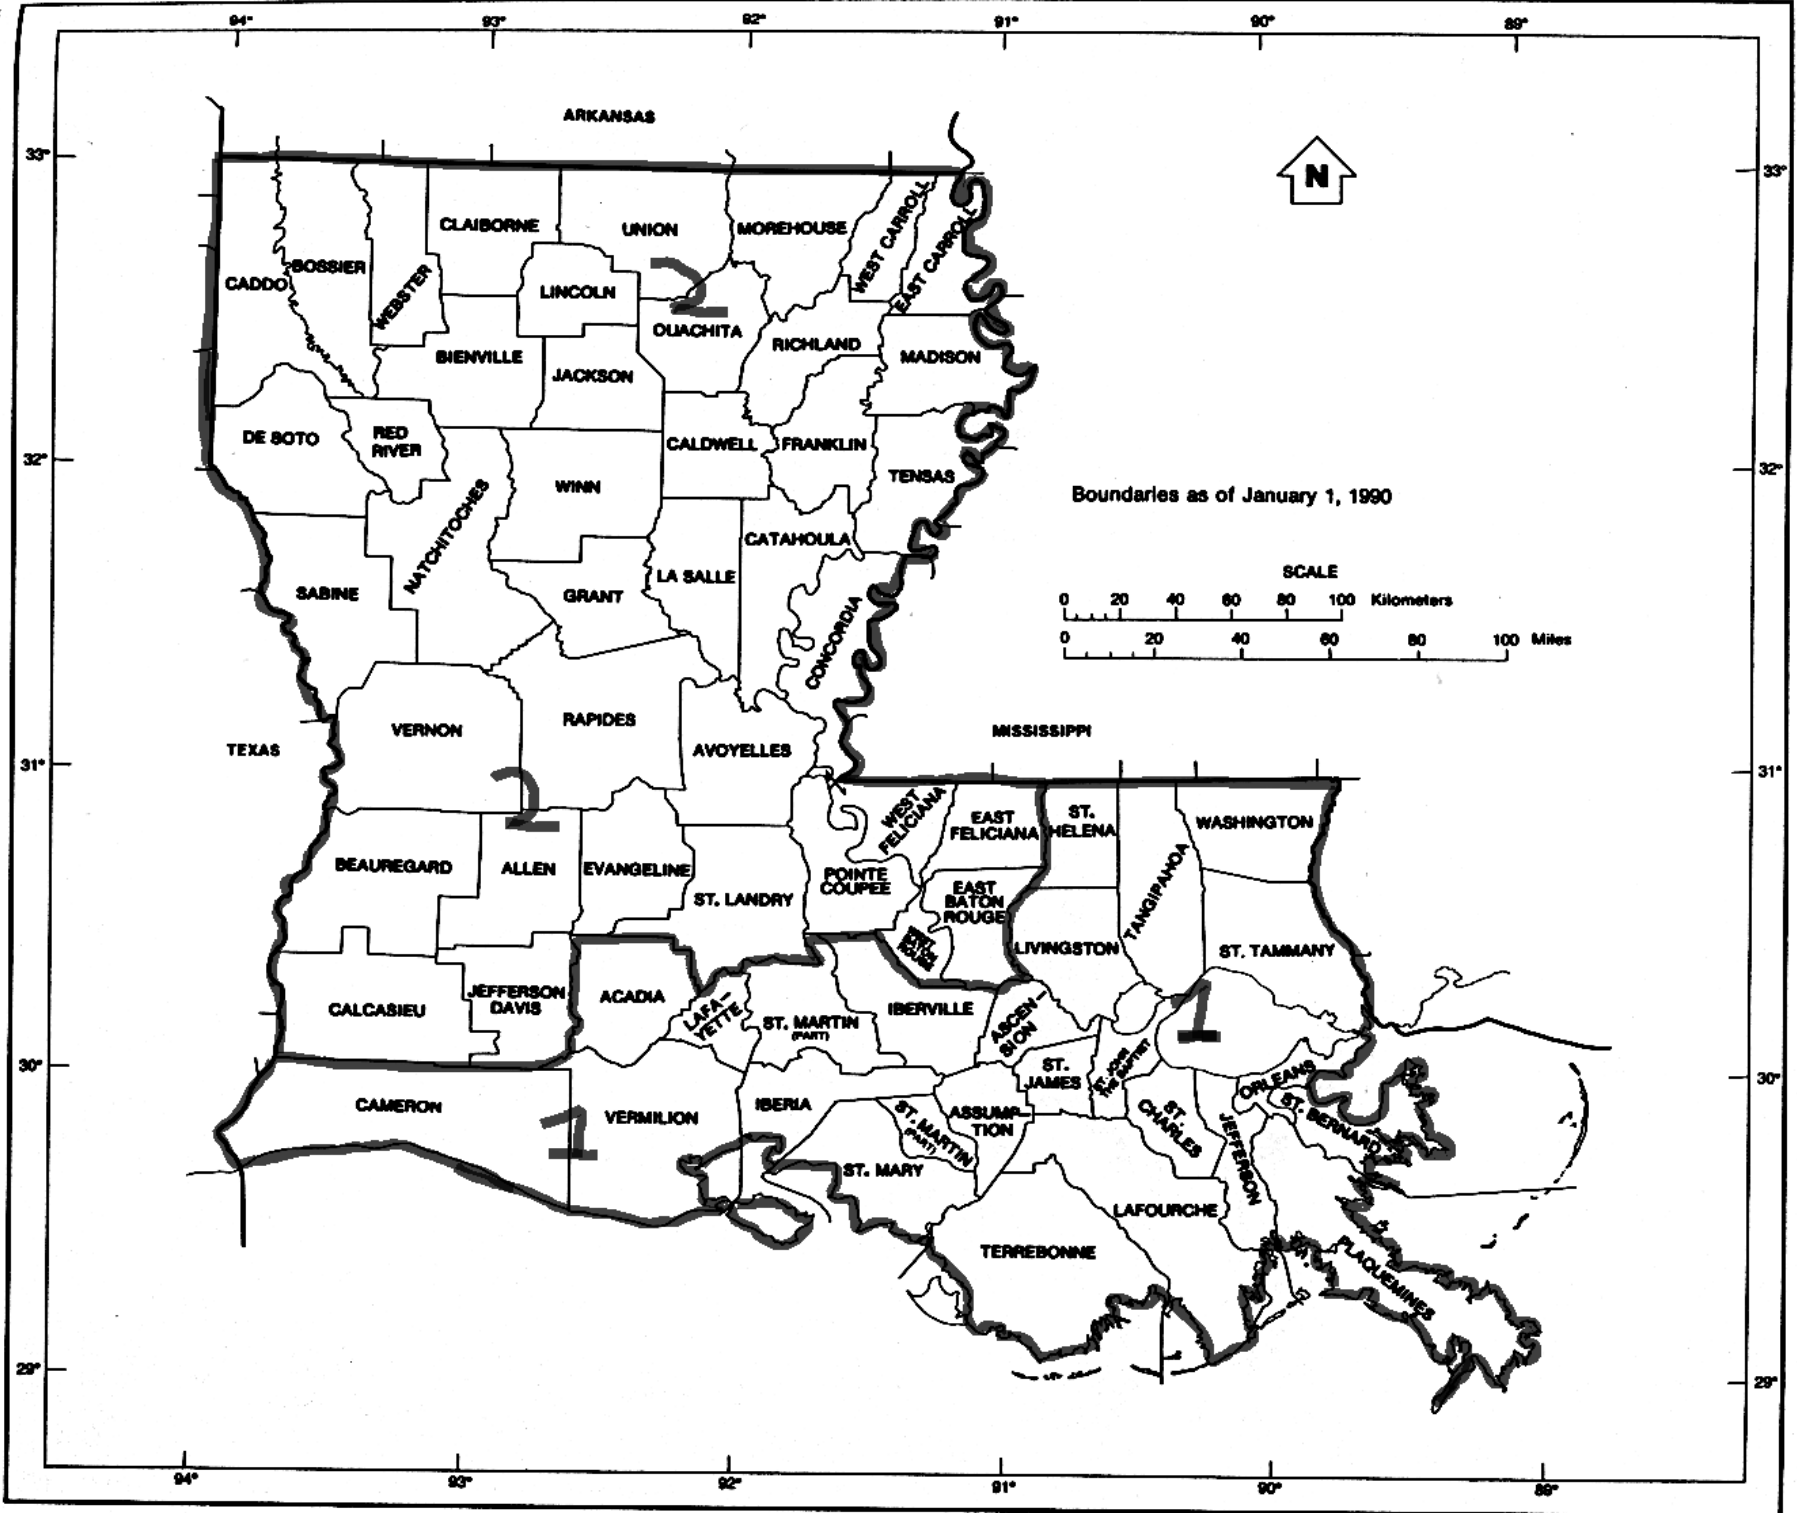 94° 93° 92° 91° 90° 89°
ARKANSAS
33° 33°
N
CLAIBORNE UNION MOREHOUSE WEST CARROLL EAST CARROLL
CADDO BOSSIER WEBSTER LINCOLN 2
OUACHITA RICHLAND MADISON
BIENVILLE JACKSON
DE SOTO RED
RIVER CALDWELL FRANKLIN
32° 32°
WINN TENSAS
NATCHITOCHES
Boundaries as of January 1, 1990
CATAHOULA
SABINE GRANT LA SALLE
CONCORDIA
SCALE
0 20 40 60 80 100 Kilometers
0 20 40 60 80 100 Miles
VERNON RAPIDES AVOYELLES
TEXAS MISSISSIPPI
31° 31°
2
WEST
FELICIANA EAST
FELICIANA ST.
HELENA WASHINGTON
BEAUREGARD ALLEN EVANGELINE
ST. LANDRY POINTE
COUPEE EAST
BATON
ROUGE TANGIPAHOA
WEST
BATON
ROUGE LIVINGSTON ST. TAMMANY
CALCASIEU JEFFERSON
DAVIS ACADIA LAFA-
YETTE ST. MARTIN
(PART) IBERVILLE ASCEN-
SION 1
30° 30°
ST.
JAMES ST. JOHN
THE BAPTIST ORLEANS
CAMERON 1 VERMILION IBERIA
ST. MARTIN
(PART) ASSUMP-
TION ST.
CHARLES JEFFERSON ST. BERNARD
ST. MARY
LAFOURCHE
TERREBONNE PLAQUEMINES
29° 29°
94° 93° 92° 91° 90° 89°